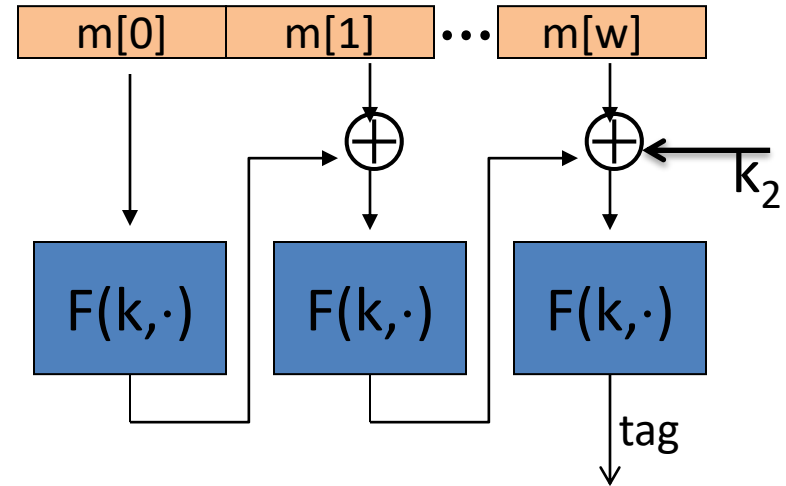 m[0] m[1] ••• m[w]
k₂
F(k,·) F(k,·) F(k,·)
tag